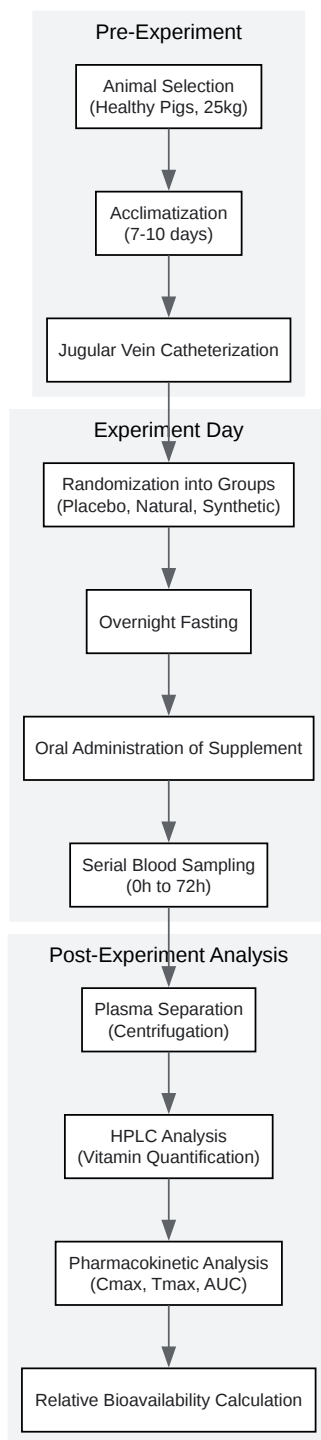 Pre-Experiment
Animal Selection
(Healthy Pigs, 25kg)
Acclimatization
(7-10 days)
Jugular Vein Catheterization
Experiment Day
Randomization into Groups
(Placebo, Natural, Synthetic)
Overnight Fasting
Oral Administration of Supplement
Serial Blood Sampling
(0h to 72h)
Post-Experiment Analysis
Plasma Separation
(Centrifugation)
HPLC Analysis
(Vitamin Quantification)
Pharmacokinetic Analysis
(Cmax, Tmax, AUC)
Relative Bioavailability Calculation